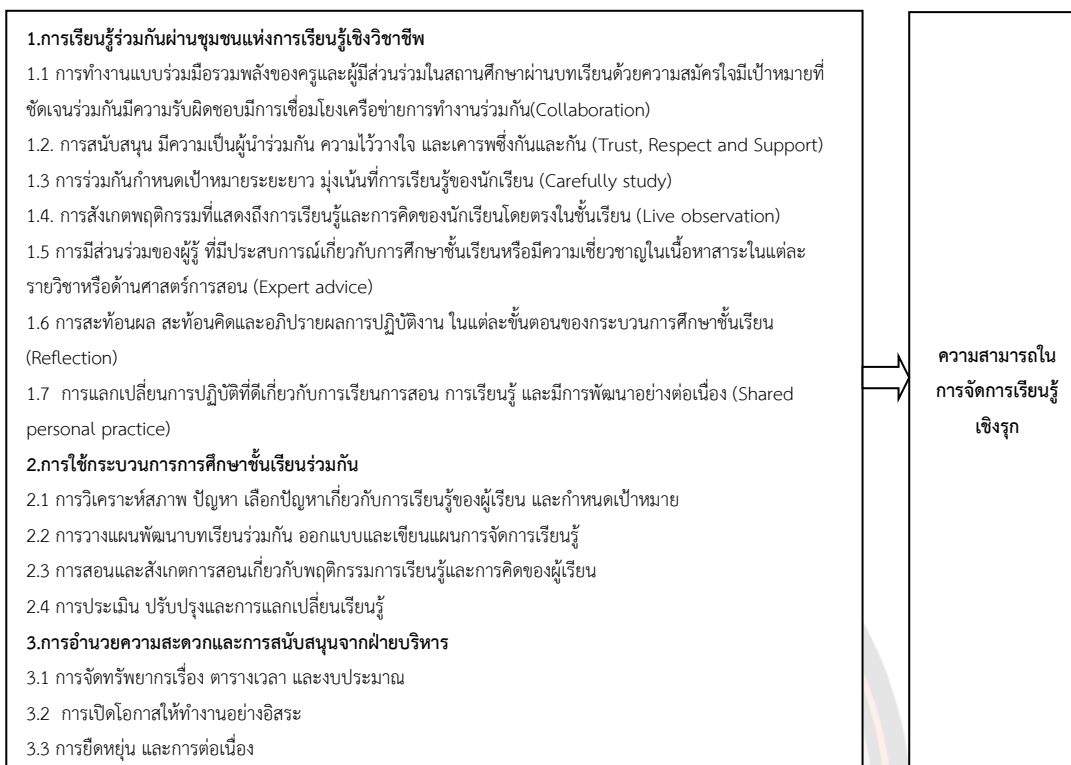 1.การเรียนรู้ร่วมกันผ่านชุมชนแห่งการเรียนรู้เชิงวิชาชีพ
1.1 การทำงานแบบร่วมมือรวมพลังของครูและผู้มีส่วนร่วมในสถานศึกษาผ่านบทเรียนด้วยความสมัครใจมีเป้าหมายที่
ชัดเจนร่วมกันมีความรับผิดชอบมีการเชื่อมโยงเครือข่ายการทำงานร่วมกัน(Collaboration)
1.2. การสนับสนุน มีความเป็นผู้นำร่วมกัน ความไว้วางใจ และเคารพซึ่งกันและกัน (Trust, Respect and Support)
1.3 การร่วมกันกำหนดเป้าหมายระยะยาว มุ่งเน้นที่การเรียนรู้ของนักเรียน (Carefully study)
1.4. การสังเกตพฤติกรรมที่แสดงถึงการเรียนรู้และการคิดของนักเรียนโดยตรงในชั้นเรียน (Live observation)
1.5 การมีส่วนร่วมของผู้รู้ ที่มีประสบการณ์เกี่ยวกับการศึกษาชั้นเรียนหรือมีความเชี่ยวชาญในเนื้อหาสาระในแต่ละ
รายวิชาหรือด้านศาสตร์การสอน (Expert advice)
1.6 การสะท้อนผล สะท้อนคิดและอภิปรายผลการปฏิบัติงาน ในแต่ละขั้นตอนของกระบวนการศึกษาชั้นเรียน
(Reflection)
1.7 การแลกเปลี่ยนการปฏิบัติที่ดีเกี่ยวกับการเรียนการสอน การเรียนรู้ และมีการพัฒนาอย่างต่อเนื่อง (Shared
personal practice)
2.การใช้กระบวนการการศึกษาชั้นเรียนร่วมกัน
2.1 การวิเคราะห์สภาพ ปัญหา เลือกปัญหาเกี่ยวกับการเรียนรู้ของผู้เรียน และกำหนดเป้าหมาย
2.2 การวางแผนพัฒนาบทเรียนร่วมกัน ออกแบบและเขียนแผนการจัดการเรียนรู้
2.3 การสอนและสังเกตการสอนเกี่ยวกับพฤติกรรมการเรียนรู้และการคิดของผู้เรียน
2.4 การประเมิน ปรับปรุงและการแลกเปลี่ยนเรียนรู้
3.การอำนวยความสะดวกและการสนับสนุนจากฝ่ายบริหาร
3.1 การจัดทรัพยากรเรื่อง ตารางเวลา และงบประมาณ
3.2 การเปิดโอกาสให้ทำงานอย่างอิสระ
3.3 การยืดหยุ่น และการต่อเนื่อง
ความสามารถใน
การจัดการเรียนรู้
เชิงรุก